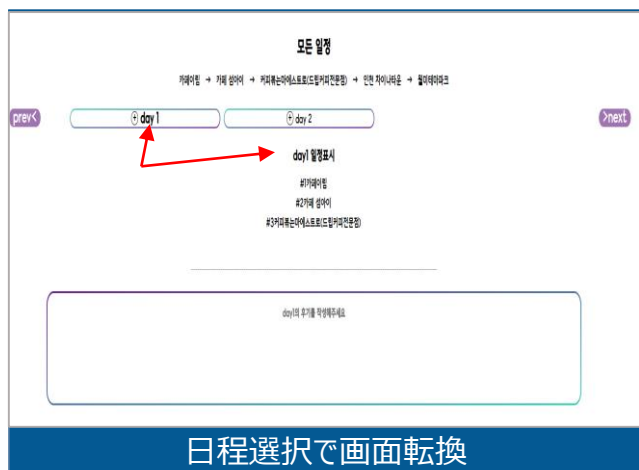 모든 일정
카페이림 → 카페 섬아이 → 커피볶는마에스트로(드립커피전문점) → 인천 차이나타운 → 월미테마파크
prev< + day 1 + day 2 >next
day1 일정표시
#1카페이림
#2카페 섬아이
#3커피볶는마에스트로(드립커피전문점)
day1의 후기를 작성해주세요
日程選択で画面転換